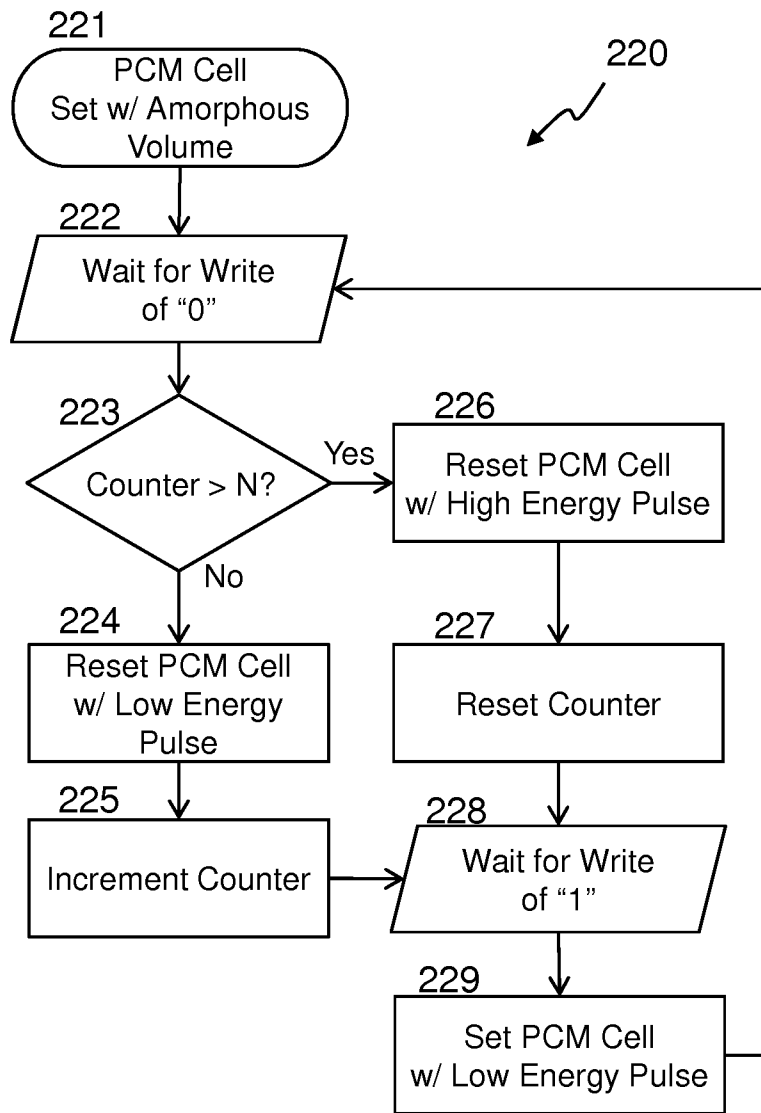 221
PCM Cell
Set w/ Amorphous
Volume
220
222
Wait for Write
of “0”
223
Counter > N?
Yes
No
226
Reset PCM Cell
w/ High Energy Pulse
224
Reset PCM Cell
w/ Low Energy
Pulse
227
Reset Counter
225
Increment Counter
228
Wait for Write
of “1”
229
Set PCM Cell
w/ Low Energy Pulse